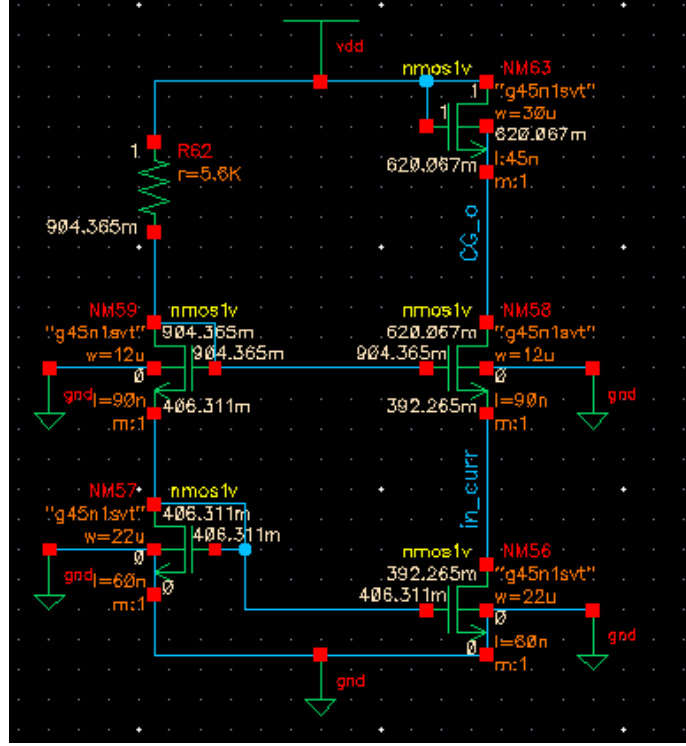 vdd
nmos1v NM63
1 "g45n1svt"
1 w=30u
620.067m
620.067m l:45n
m:1
1 R62
r=5.6K
904.365m
CG_o
NM59 nmos1v
"g45n1svt" 904.365m
w=12u 904.365m
0
gnd l=90n 406.311m
m:1
nmos1v NM58
620.067m "g45n1svt"
904.365m w=12u
0
392.265m l=90n gnd
m:1
in_curr
NM57 nmos1v
"g45n1svt" 406.311m
w=22u 406.311m
0
gnd l=60n 0
m:1
nmos1v NM56
392.265m "g45n1svt"
406.311m w=22u
0
0 l=60n gnd
m:1
gnd